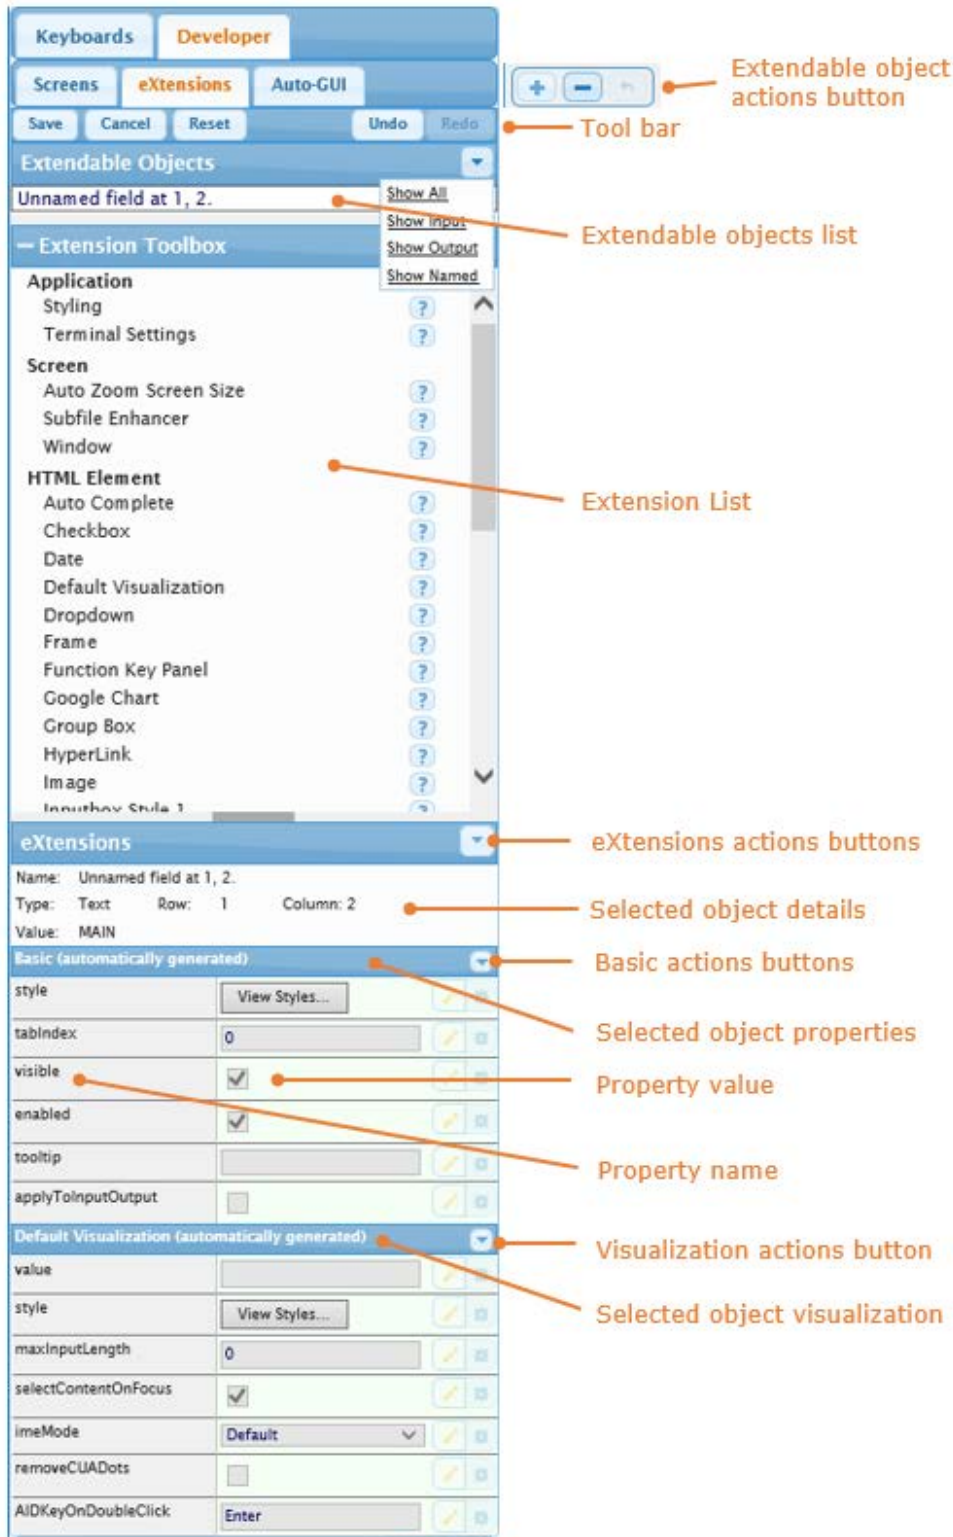 Keyboards Developer
Screens eXtensions Auto-GUI
Extendable object
actions button
Save Cancel Reset Undo Redo
Tool bar
Extendable Objects
Unnamed field at 1, 2.
Show All
Show Input
Show Output
Show Named
Extendable objects list
— Extension Toolbox
Application
Styling ?
Terminal Settings ?
Screen
Auto Zoom Screen Size ?
Subfile Enhancer ?
Window ?
HTML Element
Auto Complete ?
Extension List
Checkbox ?
Date ?
Default Visualization ?
Dropdown ?
Frame ?
Function Key Panel ?
Google Chart ?
Group Box ?
HyperLink ?
Image ?
Inputbox Style 1 ?
eXtensions
eXtensions actions buttons
Name: Unnamed field at 1, 2.
Type: Text Row: 1 Column: 2
Selected object details
Value: MAIN
Basic (automatically generated)
Basic actions buttons
style View Styles...
Selected object properties
tabIndex 0
visible
Property value
enabled
tooltip
Property name
applyToInputOutput
Default Visualization (automatically generated)
Visualization actions button
value
style View Styles...
Selected object visualization
maxInputLength 0
selectContentOnFocus
imeMode Default
removeCUADots
AIDKeyOnDoubleClick Enter